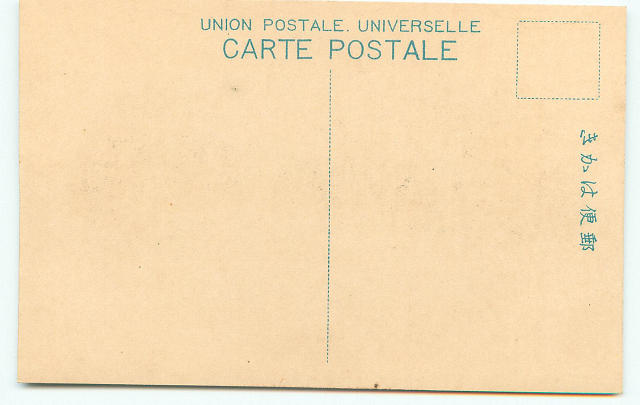 UNION POSTALE. UNIVERSELLE
CARTE POSTALE
郵便はかき